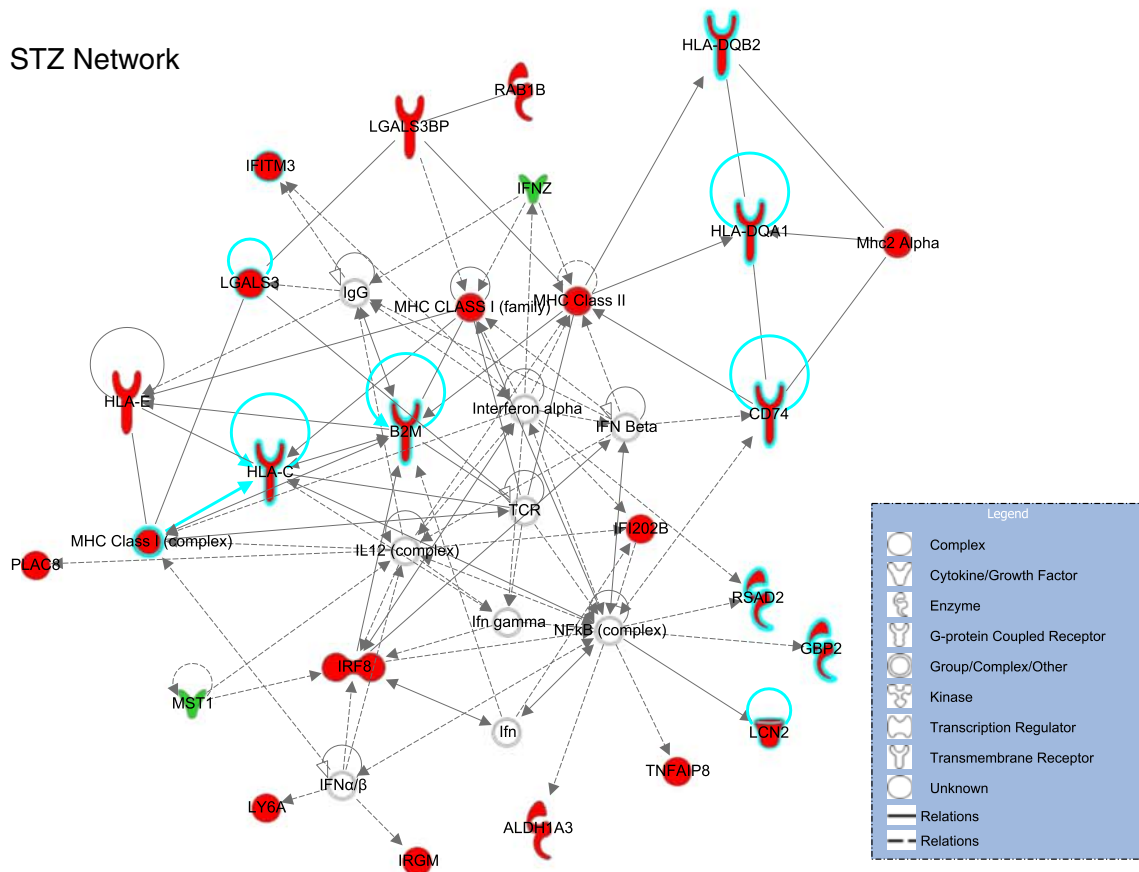 STZ Network
HLA-DQB2
RAB1B
LGALS3BP
IFITM3
IFNZ
HLA-DQA1
Mhc2 Alpha
LGALS3
IgG
MHC CLASS I (family)
MHC Class II
HLA-E
Interferon alpha
IFN Beta
CD74
B2M
HLA-C
TCR
IFI202B
MHC Class I (complex)
IL12 (complex)
PLAC8
RSAD2
Ifn gamma
NFkB (complex)
GBP2
IRF8
MST1
Ifn
LCN2
TNFAIP8
IFNα/β
LY6A
ALDH1A3
IRGM
Legend
Complex
Cytokine/Growth Factor
Enzyme
G-protein Coupled Receptor
Group/Complex/Other
Kinase
Transcription Regulator
Transmembrane Receptor
Unknown
Relations
Relations